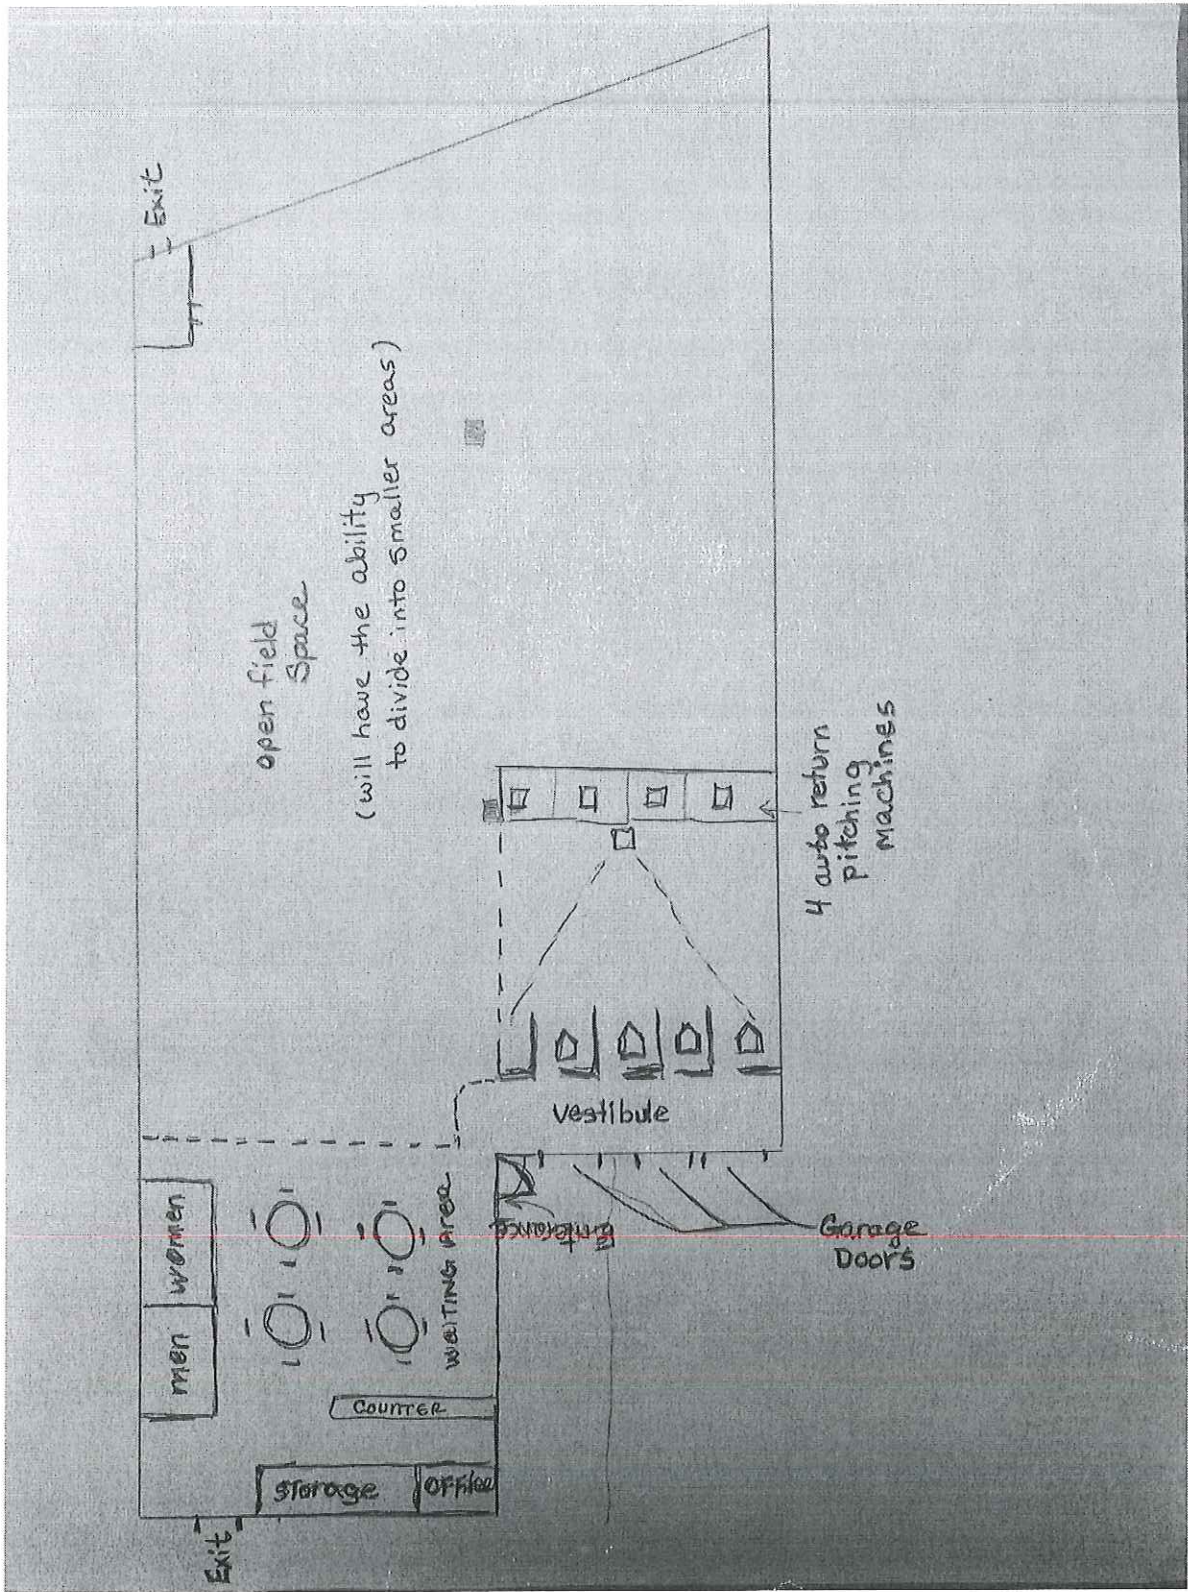 Exit
open field
Space
(will have the ability
to divide into smaller areas)
4 auto return
pitching
Machines
Vestibule
women
men
WAITING Area
Enterance
Garage
Doors
COUNTER
Storage
Office
Exit